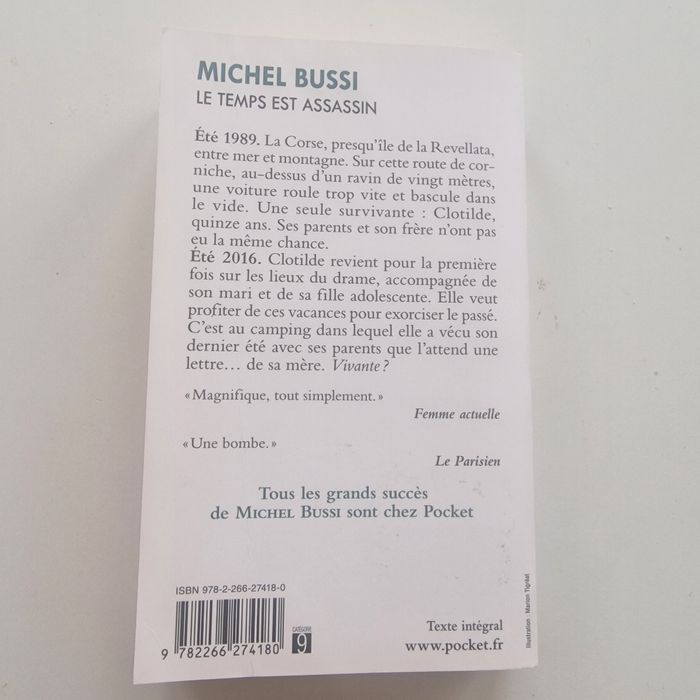 MICHEL BUSSI
LE TEMPS EST ASSASSIN
Été 1989. La Corse, presqu'île de la Revellata,
entre mer et montagne. Sur cette route de cor-
niche, au-dessus d'un ravin de vingt mètres,
une voiture roule trop vite et bascule dans
le vide. Une seule survivante : Clotilde,
quinze ans. Ses parents et son frère n'ont pas
eu la même chance.
Été 2016. Clotilde revient pour la première
fois sur les lieux du drame, accompagnée de
son mari et de sa fille adolescente. Elle veut
profiter de ces vacances pour exorciser le passé.
C'est au camping dans lequel elle a vécu son
dernier été avec ses parents que l'attend une
lettre... de sa mère. Vivante ?
« Magnifique, tout simplement. »
Femme actuelle
« Une bombe. »
Le Parisien
Tous les grands succès
de MICHEL BUSSI sont chez Pocket
ISBN 978-2-266-27418-0
CATÉGORIE
9
9 782266 274180
Texte intégral
www.pocket.fr
Illustration : Marion Tigréat